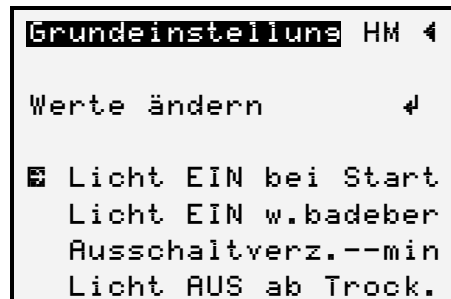 Grundeinstellung HM
Werte ändern
Licht EIN bei Start
Licht EIN w.badeber
Ausschaltverz.--min
Licht AUS ab Trock.